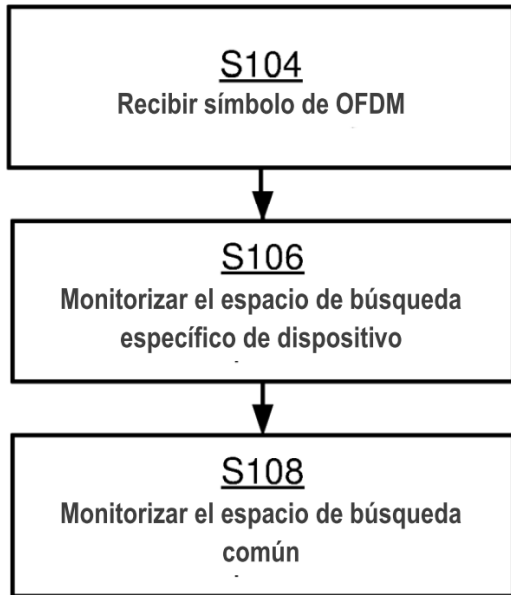 S104
Recibir símbolo de OFDM
S106
Monitorizar el espacio de búsqueda
específico de dispositivo
S108
Monitorizar el espacio de búsqueda
común